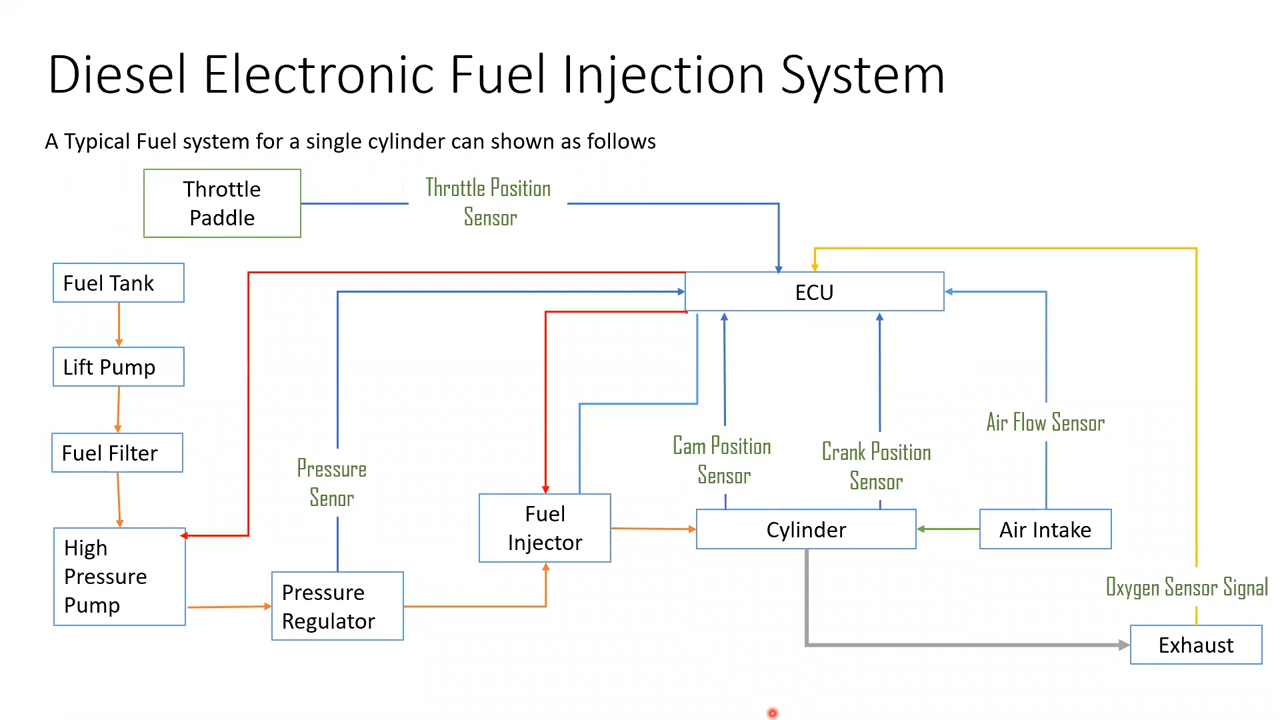 Diesel Electronic Fuel Injection System
A Typical Fuel system for a single cylinder can shown as follows
Throttle
Paddle
Throttle Position
Sensor
Fuel Tank
ECU
Lift Pump
Air Flow Sensor
Fuel Filter
Cam Position
Sensor
Crank Position
Sensor
Pressure
Senor
Fuel
Injector
Cylinder
Air Intake
High
Pressure
Pump
Pressure
Regulator
Oxygen Sensor Signal
Exhaust